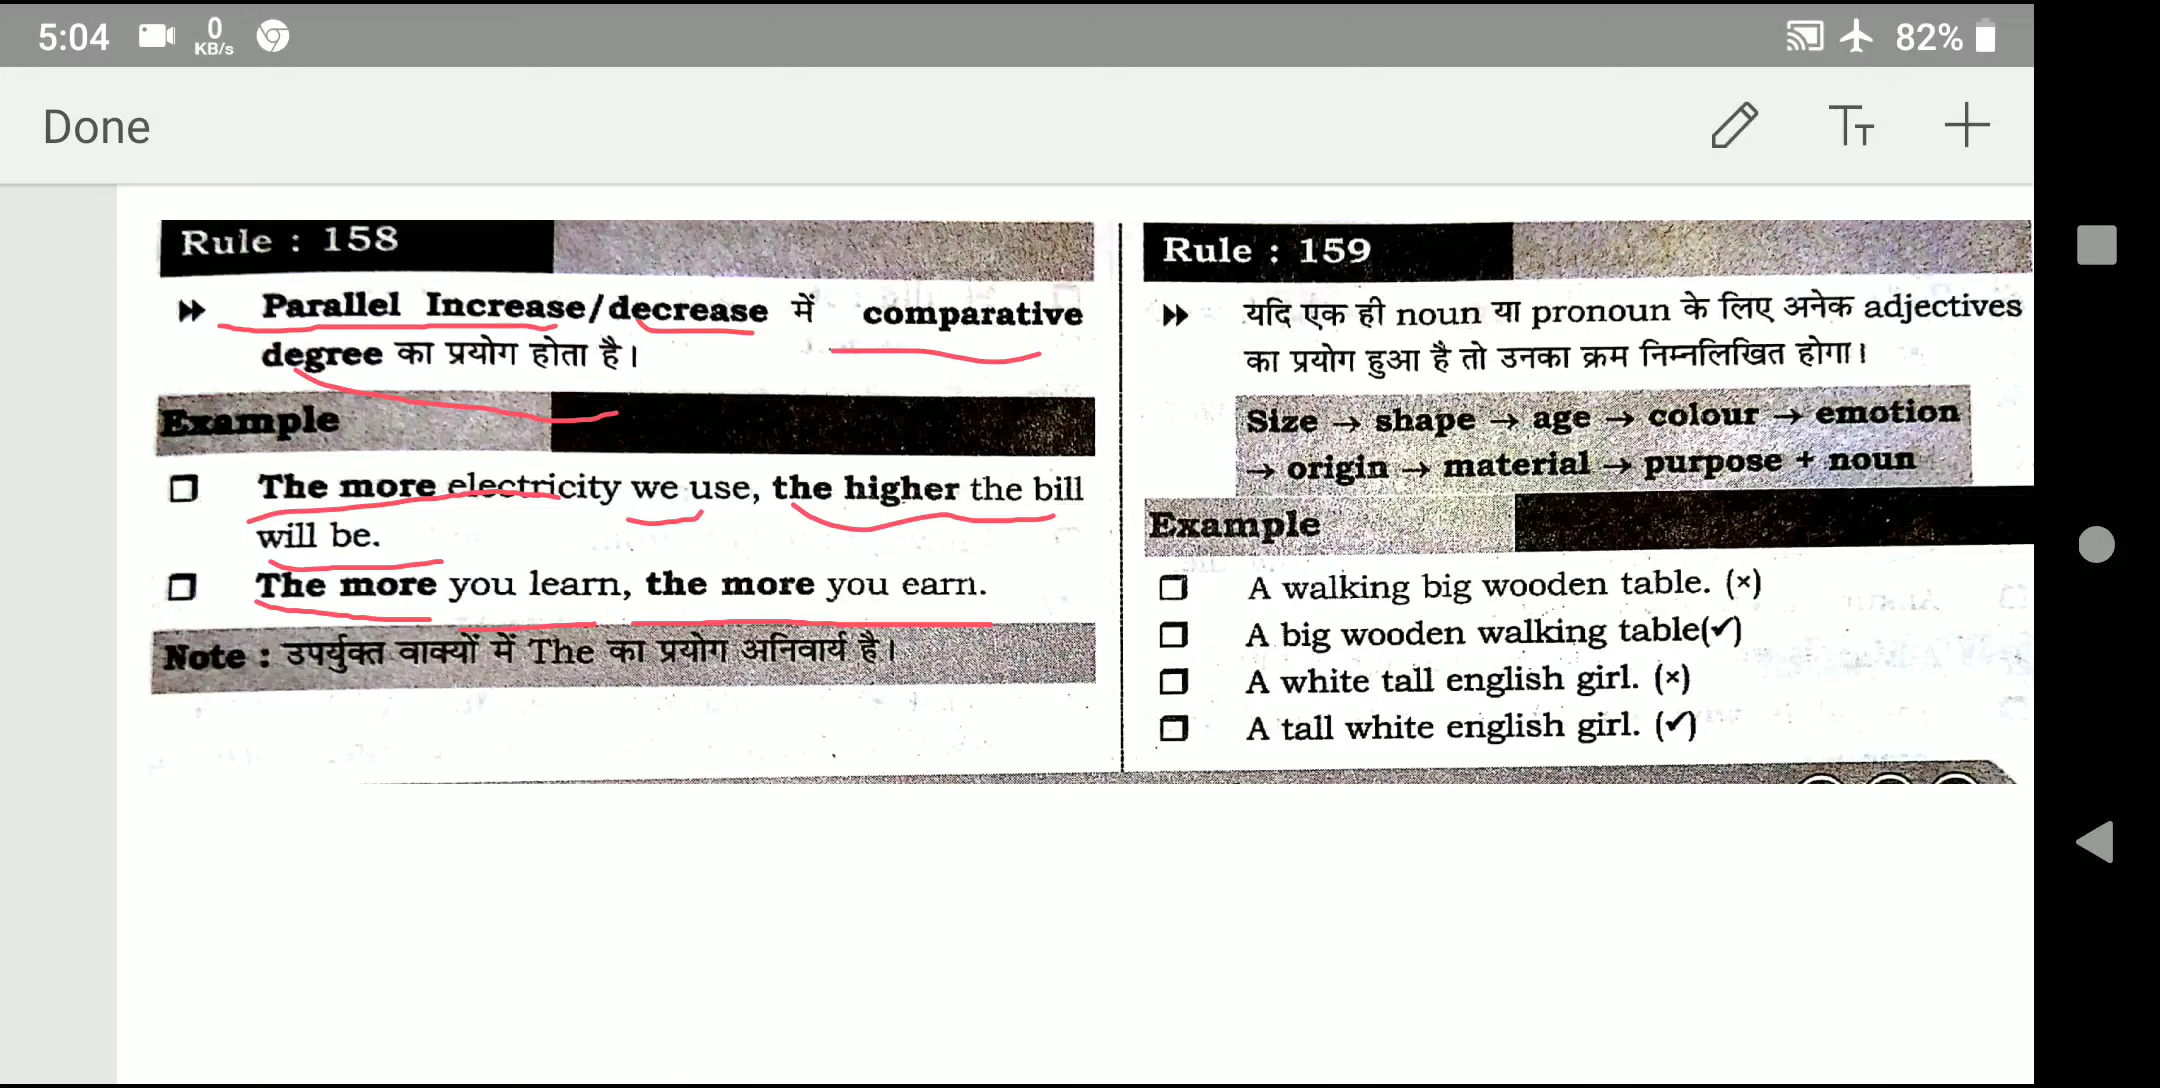 5:04 0 KB/s 82%
Done
Rule : 158
Parallel Increase/decrease में comparative
degree का प्रयोग होता है।
Example
The more electricity we use, the higher the bill
will be.
The more you learn, the more you earn.
Note : उपर्युक्त वाक्यों में The का प्रयोग अनिवार्य है।
Rule : 159
यदि एक ही noun या pronoun के लिए अनेक adjectives
का प्रयोग हुआ है तो उनका क्रम निम्नलिखित होगा।
Size → shape → age → colour → emotion
→ origin → material → purpose + noun
Example
A walking big wooden table. (×)
A big wooden walking table(✓)
A white tall english girl. (×)
A tall white english girl. (✓)